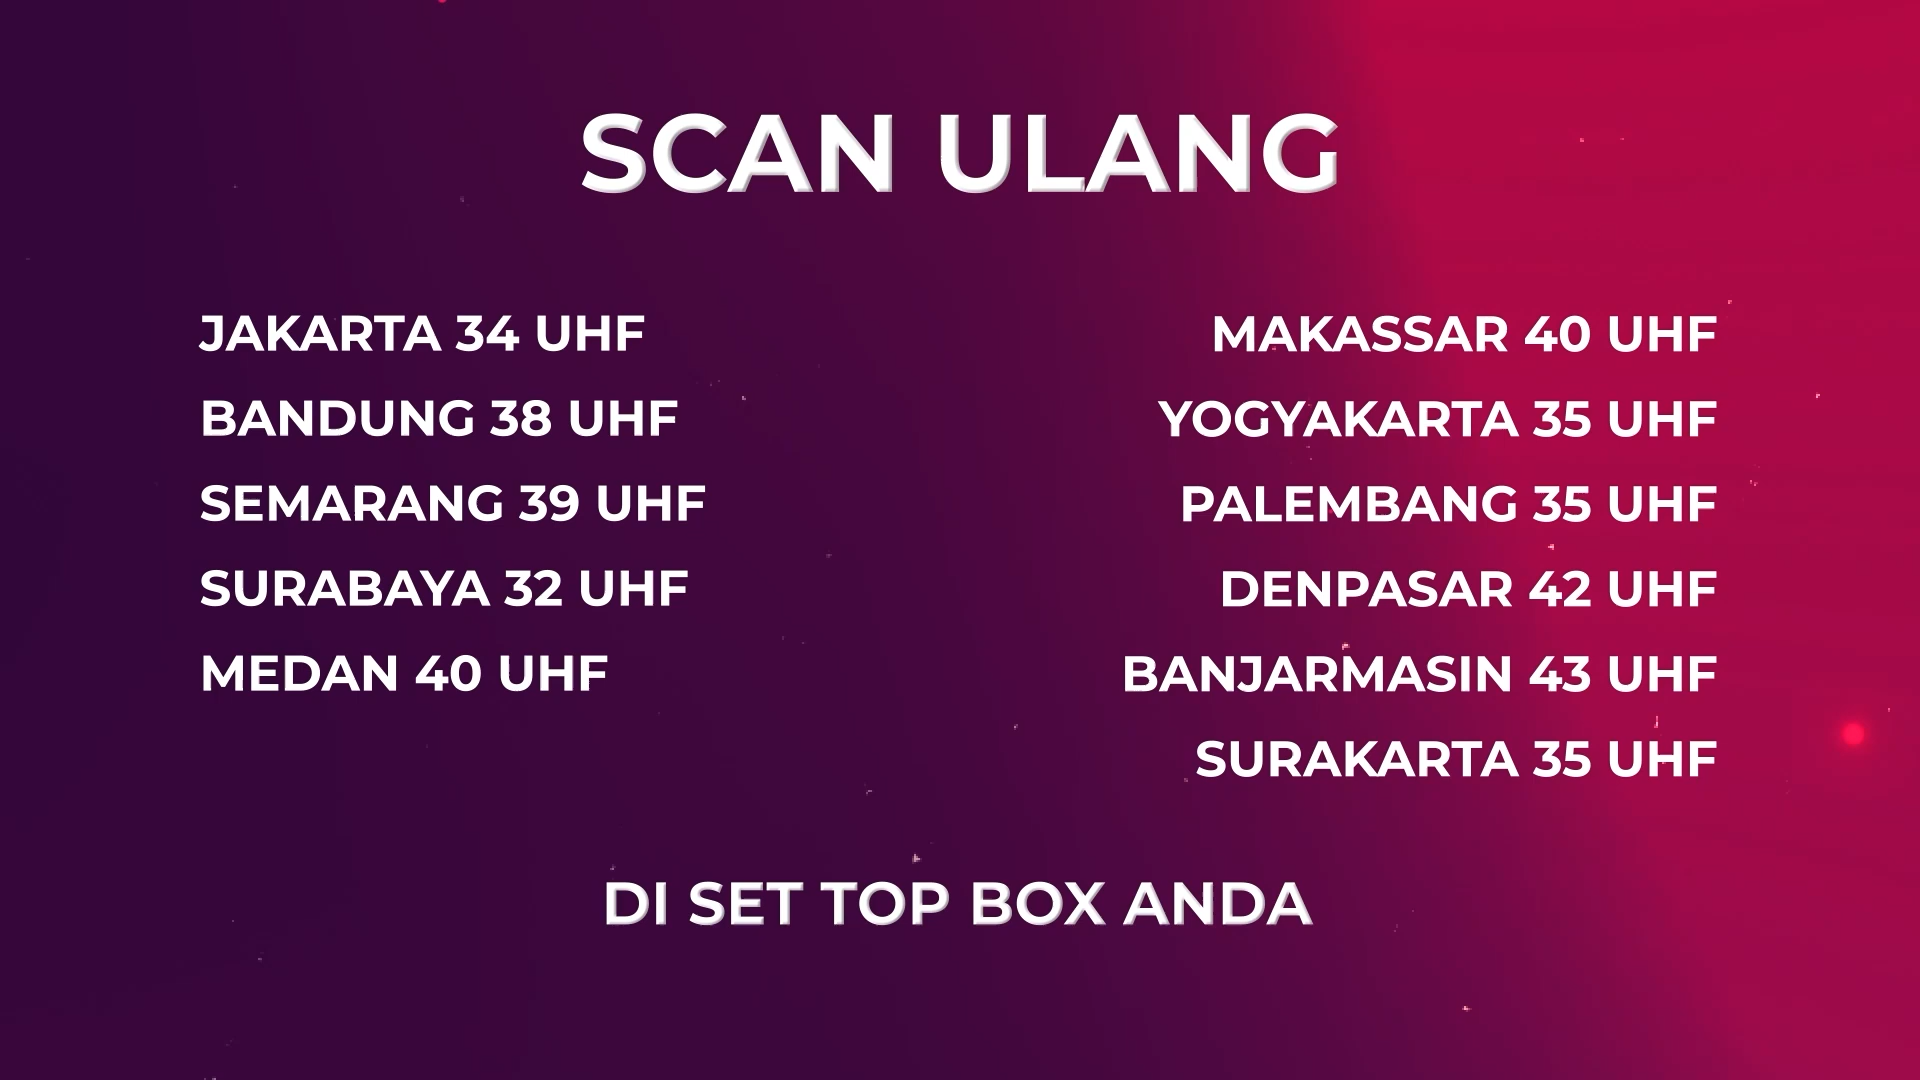 SCAN ULANG
JAKARTA 34 UHF
BANDUNG 38 UHF
SEMARANG 39 UHF
SURABAYA 32 UHF
MEDAN 40 UHF
MAKASSAR 40 UHF
YOGYAKARTA 35 UHF
PALEMBANG 35 UHF
DENPASAR 42 UHF
BANJARMASIN 43 UHF
SURAKARTA 35 UHF
DI SET TOP BOX ANDA